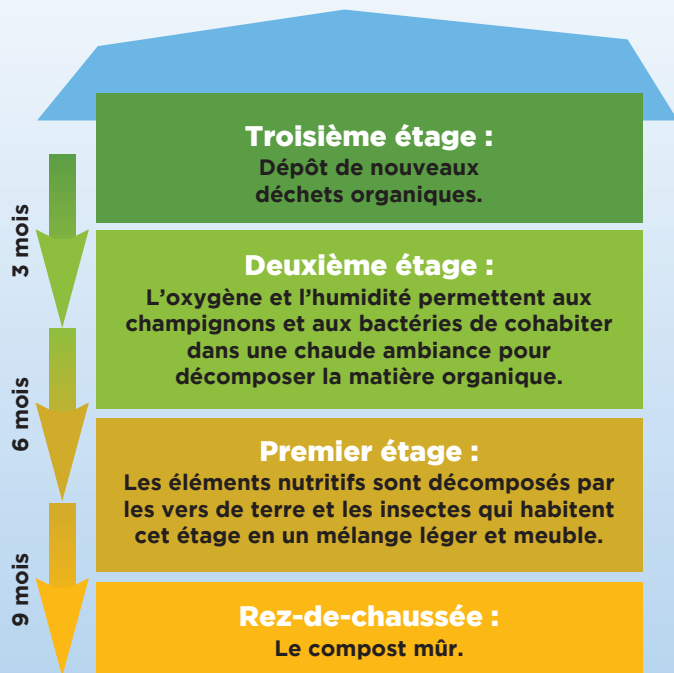 Troisième étage :
Dépôt de nouveaux
déchets organiques.
3 mois
Deuxième étage :
L’oxygène et l’humidité permettent aux
champignons et aux bactéries de cohabiter
dans une chaude ambiance pour
décomposer la matière organique.
6 mois
Premier étage :
Les éléments nutritifs sont décomposés par
les vers de terre et les insectes qui habitent
cet étage en un mélange léger et meuble.
9 mois
Rez-de-chaussée :
Le compost mûr.